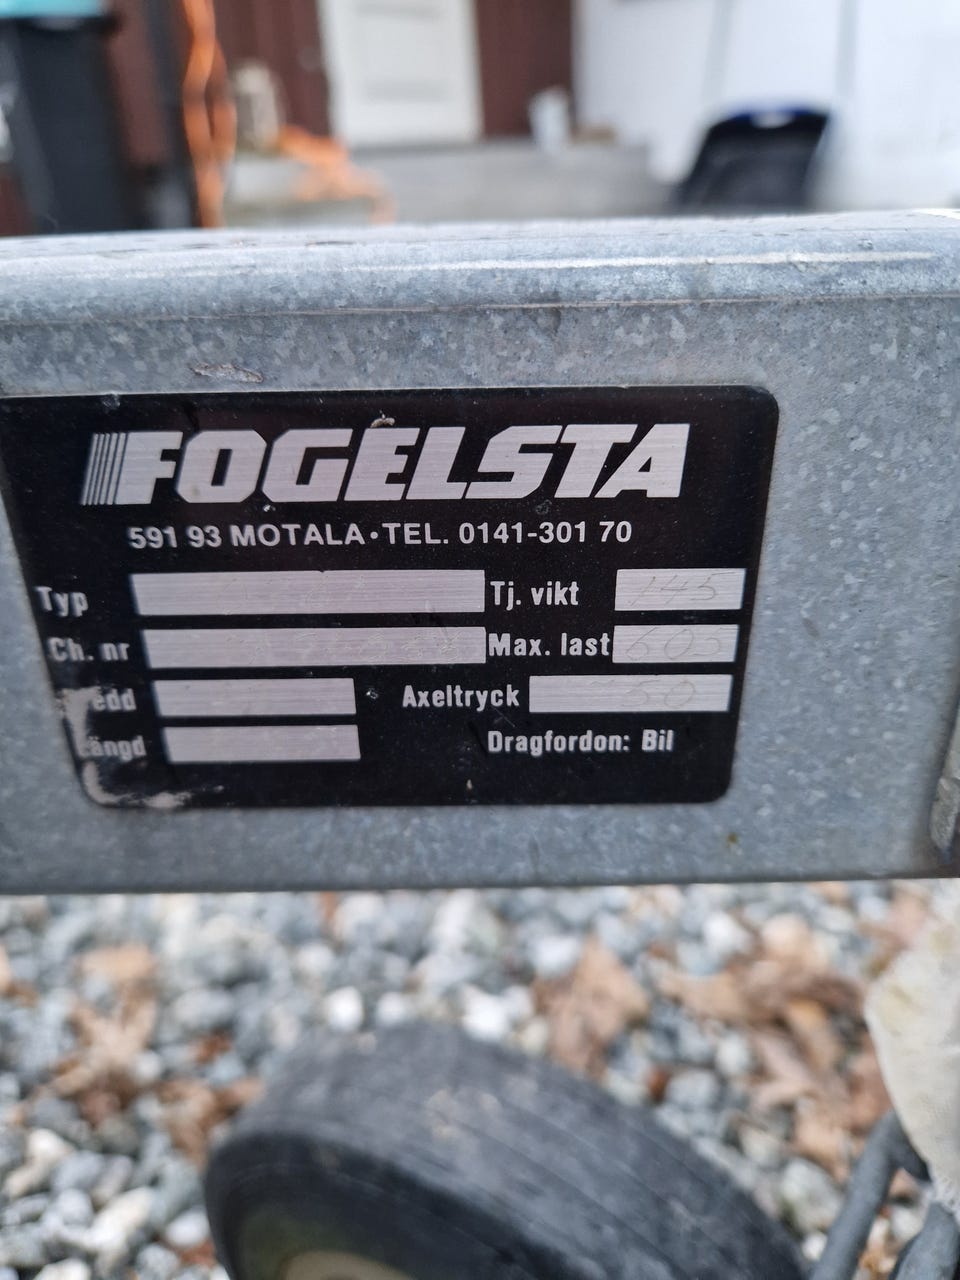 FOGELSTA
591 93 MOTALA • TEL. 0141-301 70
Typ Tj. vikt 145
Ch. nr Max. last 605
Axeltryck
Längd Dragfordon: Bil